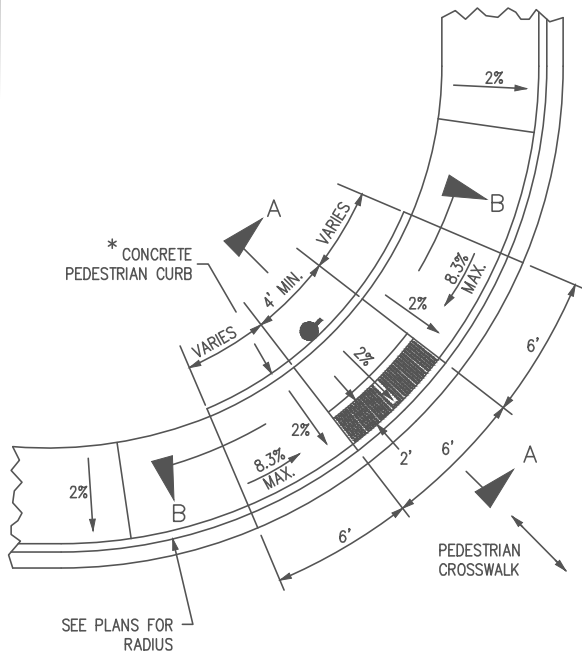 2%
A
B
VARIES
* CONCRETE
PEDESTRIAN CURB
8.3%
MAX.
4' MIN.
2%
VARIES
2%
6'
2%
8.3%
MAX.
2'
6'
A
2%
B
6'
PEDESTRIAN
CROSSWALK
SEE PLANS FOR
RADIUS